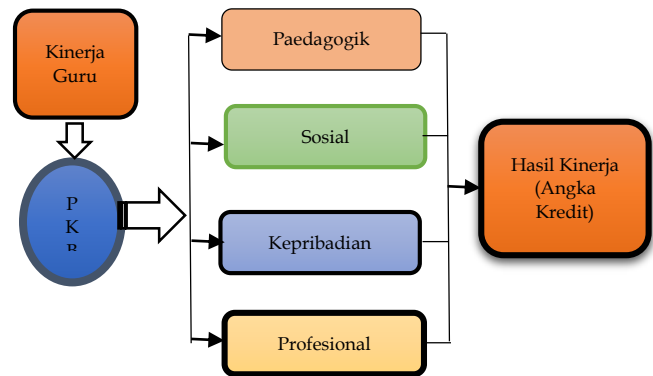 Kinerja
Guru
P
K
B
Paedagogik
Sosial
Kepribadian
Profesional
Hasil Kinerja
(Angka
Kredit)